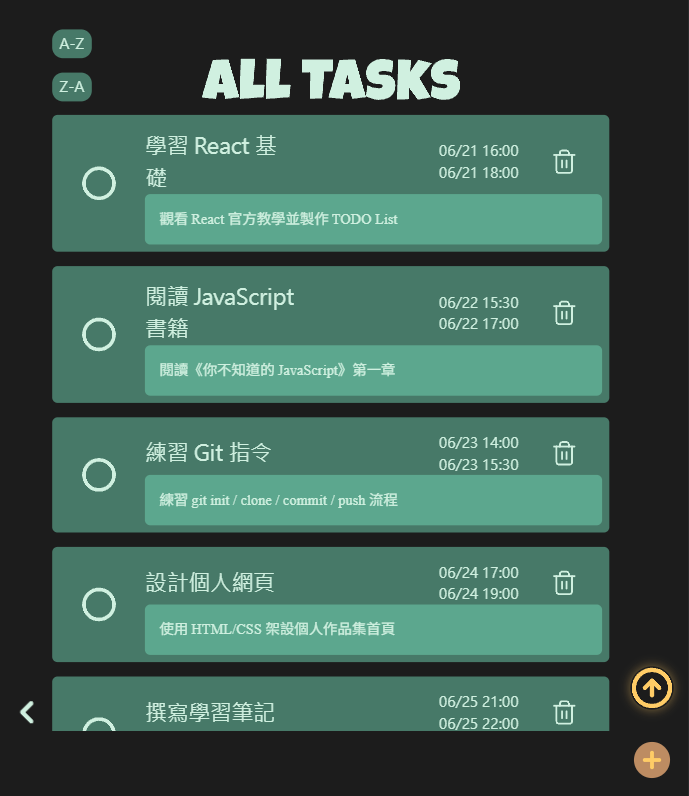 A-Z
Z-A
ALL TASKS
學習 React 基
礎
06/21 16:00
06/21 18:00
觀看 React 官方教學並製作 TODO List
閱讀 JavaScript
書籍
06/22 15:30
06/22 17:00
閱讀《你不知道的 JavaScript》第一章
練習 Git 指令
06/23 14:00
06/23 15:30
練習 git init / clone / commit / push 流程
設計個人網頁
06/24 17:00
06/24 19:00
使用 HTML/CSS 架設個人作品集首頁
撰寫學習筆記
06/25 21:00
06/25 22:00